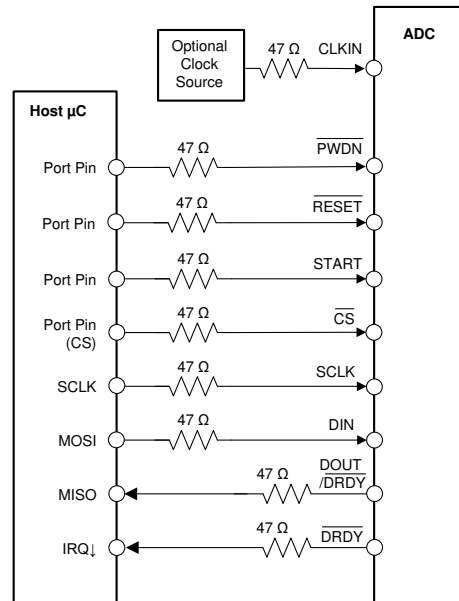 ADC
Optional
Clock
Source
47 Ω
CLKIN
Host µC
47 Ω
Port Pin
PWDN
47 Ω
Port Pin
RESET
47 Ω
Port Pin
START
47 Ω
Port Pin
(CS)
CS
47 Ω
SCLK
SCLK
47 Ω
MOSI
DIN
47 Ω
DOUT
/DRDY
MISO
47 Ω
DRDY
IRQ↓